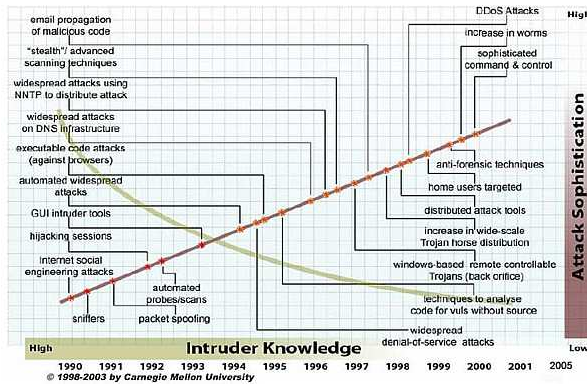 email propagation
of malicious code
"stealth"/ advanced
scanning techniques
widespread attacks using
NNTP to distribute attack
widespread attacks
on DNS infrastructure
executable code attacks
(against browsers)
automated widespread
attacks
GUI intruder tools
hijacking sessions
Internet social
engineering attacks
sniffers
automated
probes/scans
packet spoofing
DDoS Attacks
increase in worms
sophisticated
command & control
anti-forensic techniques
home users targeted
distributed attack tools
increase in wide-scale
Trojan horse distribution
windows-based remote controllable
Trojans (back orifice)
techniques to analyse
code for vuls without source
widespread
denial-of-service attacks
High
Attack Sophistication
Low
High
Intruder Knowledge
1990 1991 1992 1993 1994 1995 1996 1997 1998 1999 2000 2001 2005
© 1998-2003 by Carnegie Mellon University